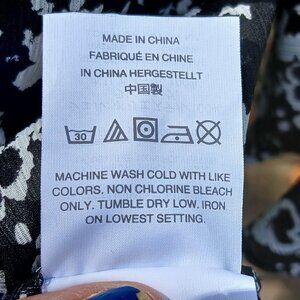 MADE IN CHINA
FABRIQUÉ EN CHINE
IN CHINA HERGESTELLT
中国製
30
MACHINE WASH COLD WITH LIKE
COLORS. NON CHLORINE BLEACH
ONLY. TUMBLE DRY LOW. IRON
ON LOWEST SETTING.